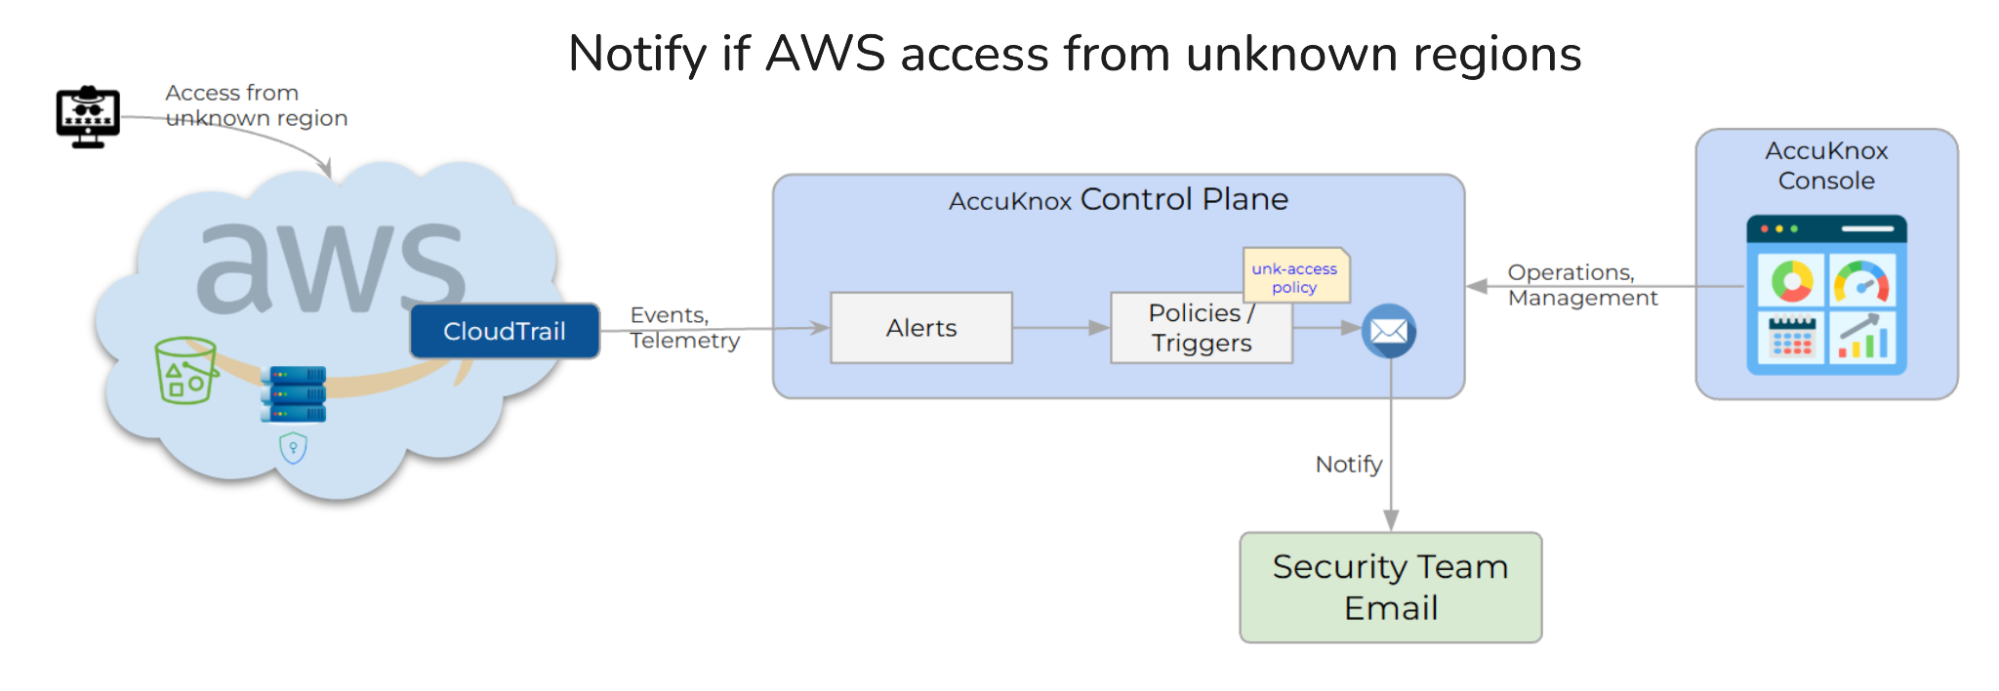 Notify if AWS access from unknown regions
Access from
unknown region
aws
CloudTrail
Events,
Telemetry
AccuKnox Control Plane
Alerts
Policies /
Triggers
unk-access
policy
Notify
Security Team
Email
Operations,
Management
AccuKnox
Console